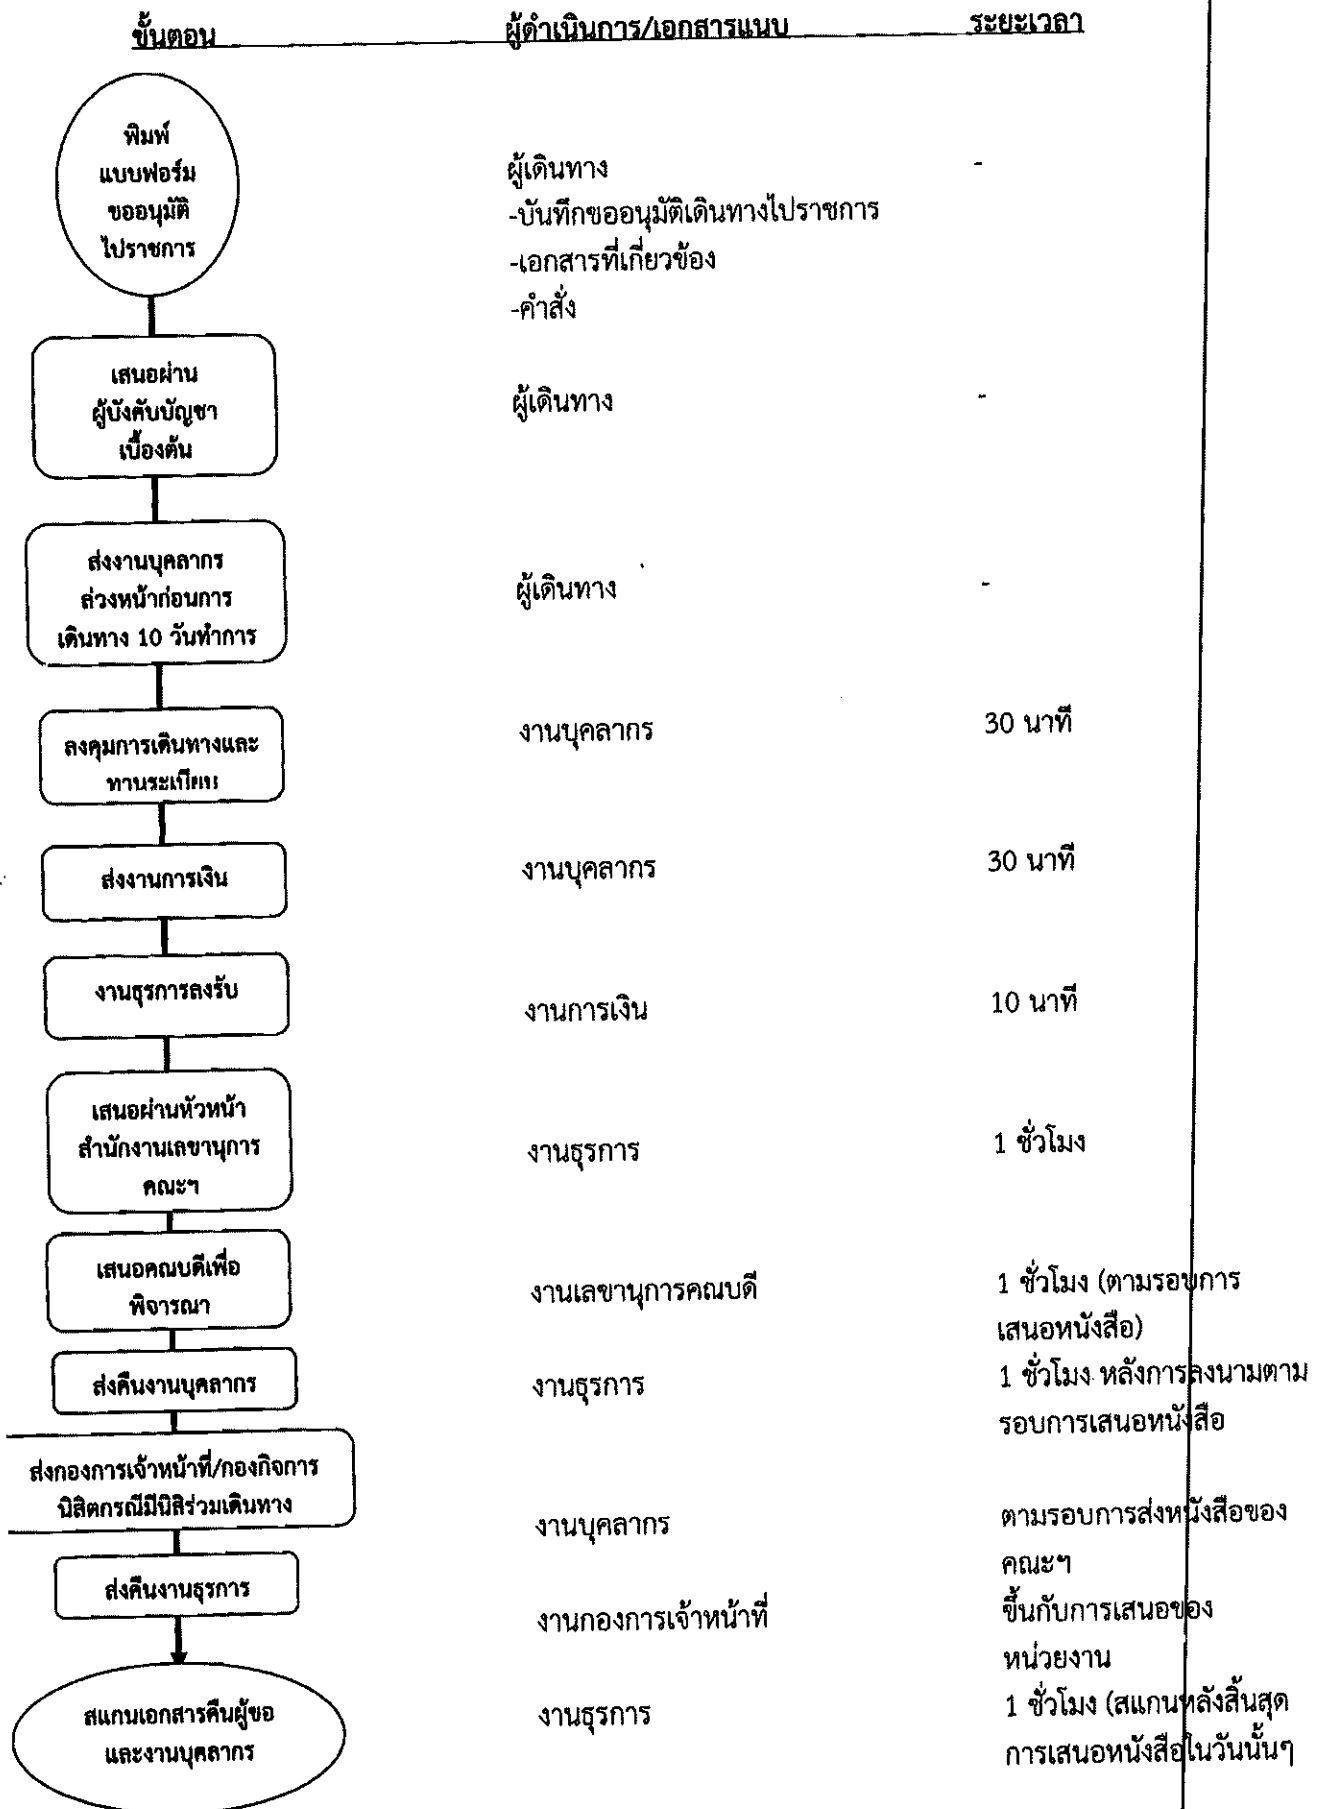 ขั้นตอน ผู้ดำเนินการ/เอกสารแนบ ระยะเวลา
พิมพ์
แบบฟอร์ม
ขออนุมัติ
ไปราชการ
ผู้เดินทาง -
-บันทึกขออนุมัติเดินทางไปราชการ
-เอกสารที่เกี่ยวข้อง
-คำสั่ง
เสนอผ่าน
ผู้บังคับบัญชา
เบื้องต้น
ผู้เดินทาง -
ส่งงานบุคลากร
ล่วงหน้าก่อนการ
เดินทาง 10 วันทำการ
ผู้เดินทาง -
ลงคุมการเดินทางและ
ทานระเบียบ
งานบุคลากร 30 นาที
ส่งงานการเงิน
งานบุคลากร 30 นาที
งานธุรการลงรับ
งานการเงิน 10 นาที
เสนอผ่านหัวหน้า
สำนักงานเลขานุการ
คณะฯ
งานธุรการ 1 ชั่วโมง
เสนอคณบดีเพื่อ
พิจารณา
งานเลขานุการคณบดี 1 ชั่วโมง (ตามรอบการ
เสนอหนังสือ)
ส่งคืนงานบุคลากร
งานธุรการ 1 ชั่วโมง หลังการลงนามตาม
รอบการเสนอหนังสือ
ส่งกองการเจ้าหน้าที่/กองกิจการ
นิสิตกรณีมีนิสิร่วมเดินทาง
งานบุคลากร ตามรอบการส่งหนังสือของ
คณะฯ
ส่งคืนงานธุรการ
งานกองการเจ้าหน้าที่ ขึ้นกับการเสนอของ
หน่วยงาน
สแกนเอกสารคืนผู้ขอ
และงานบุคลากร
งานธุรการ 1 ชั่วโมง (สแกนหลังสิ้นสุด
การเสนอหนังสือในวันนั้นๆ